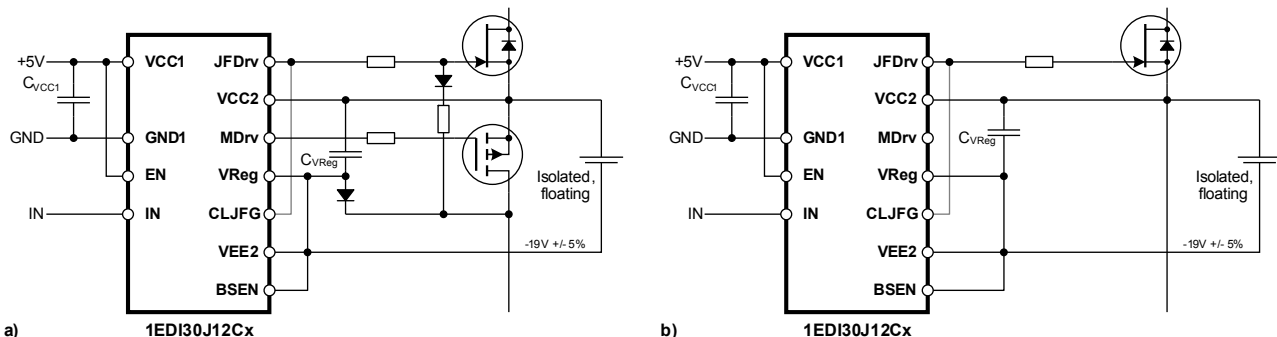 +5V
VCC1
JFDrv
CVCC1
VCC2
GND
GND1
MDrv
CVReg
EN
VReg
Isolated,
floating
IN
IN
CLJFG
VEE2
-19V +/- 5%
BSEN
a)
1EDI30J12Cx
+5V
VCC1
JFDrv
CVCC1
VCC2
GND
GND1
MDrv
CVReg
EN
VReg
Isolated,
floating
IN
IN
CLJFG
VEE2
-19V +/- 5%
BSEN
b)
1EDI30J12Cx